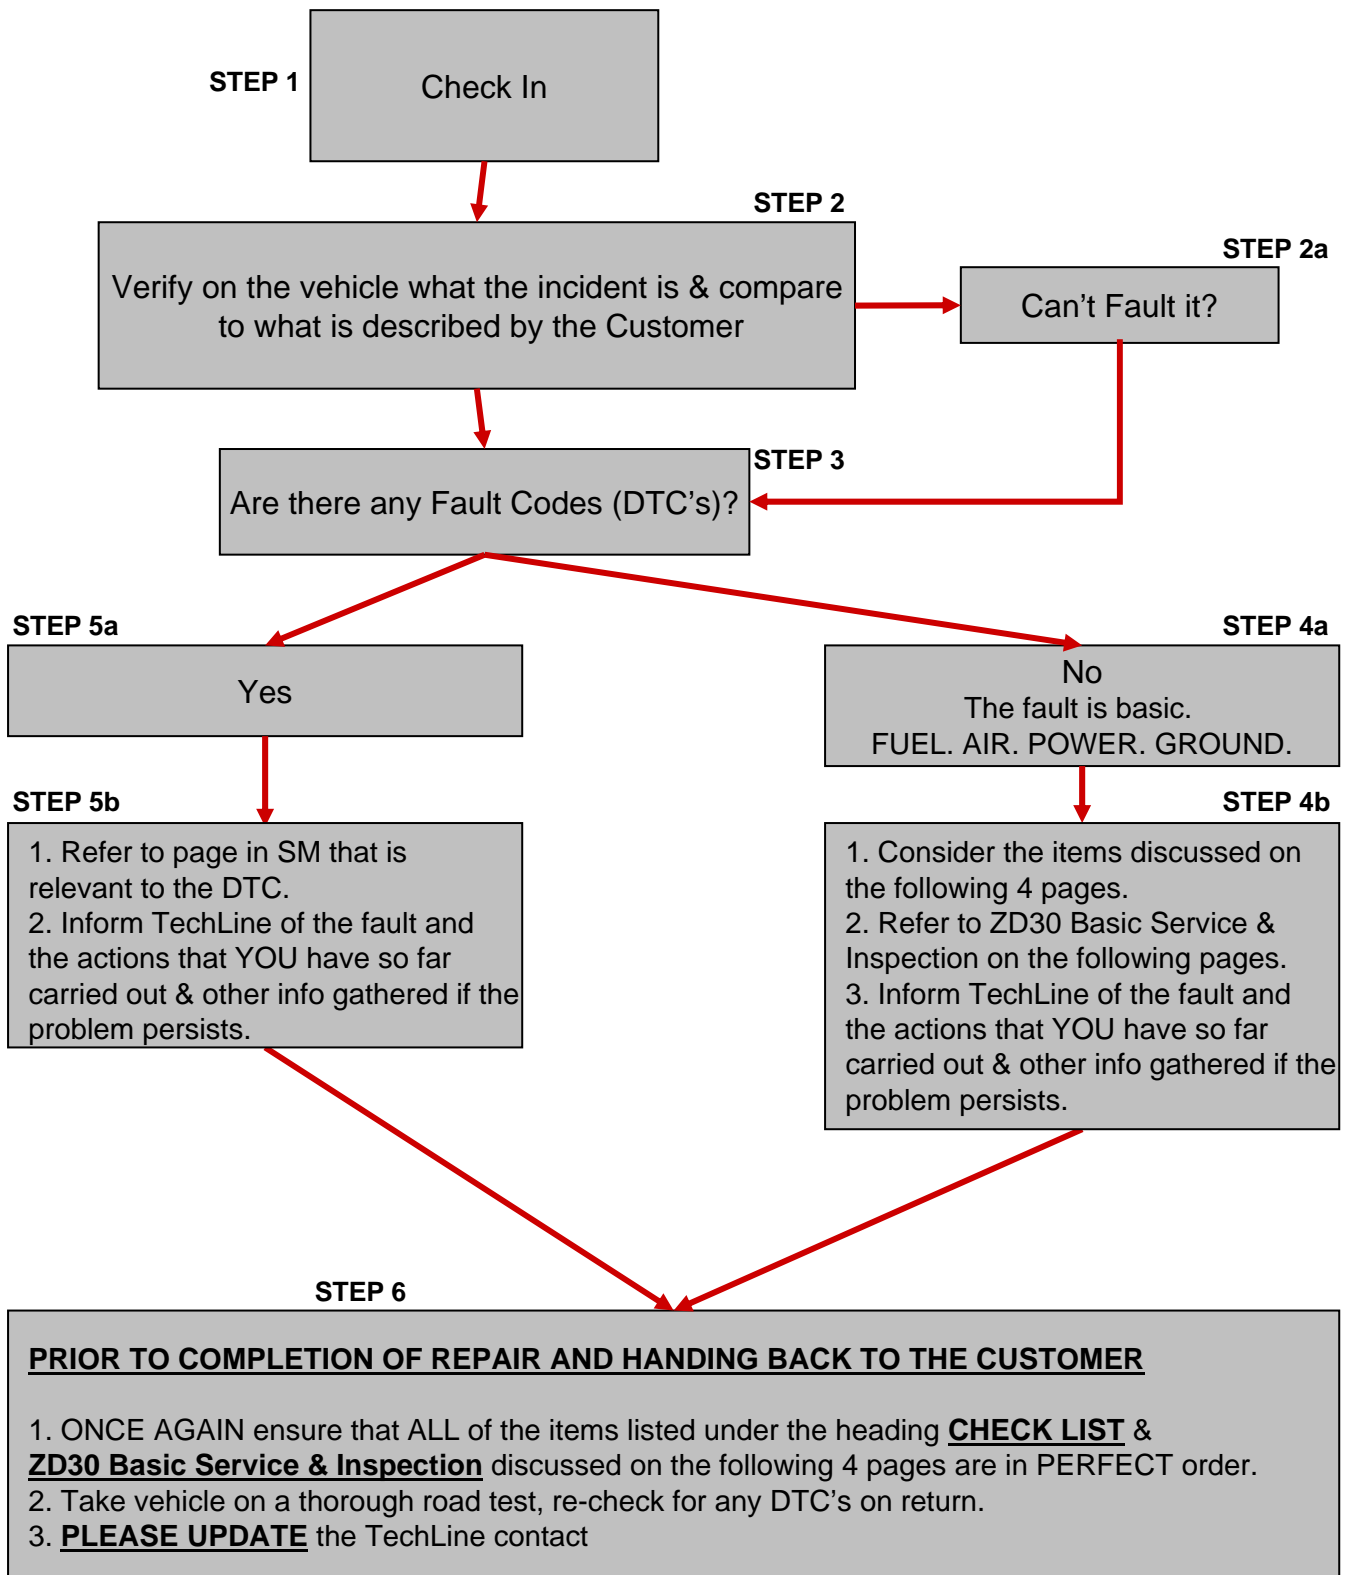 STEP 1
Check In
STEP 2
Verify on the vehicle what the incident is & compare
to what is described by the Customer
STEP 2a
Can't Fault it?
STEP 3
Are there any Fault Codes (DTC's)?
STEP 5a
Yes
STEP 4a
No
The fault is basic.
FUEL. AIR. POWER. GROUND.
STEP 5b
1. Refer to page in SM that is
relevant to the DTC.
2. Inform TechLine of the fault and
the actions that YOU have so far
carried out & other info gathered if the
problem persists.
STEP 4b
1. Consider the items discussed on
the following 4 pages.
2. Refer to ZD30 Basic Service &
Inspection on the following pages.
3. Inform TechLine of the fault and
the actions that YOU have so far
carried out & other info gathered if the
problem persists.
STEP 6
PRIOR TO COMPLETION OF REPAIR AND HANDING BACK TO THE CUSTOMER
1. ONCE AGAIN ensure that ALL of the items listed under the heading CHECK LIST &
ZD30 Basic Service & Inspection discussed on the following 4 pages are in PERFECT order.
2. Take vehicle on a thorough road test, re-check for any DTC's on return.
3. PLEASE UPDATE the TechLine contact